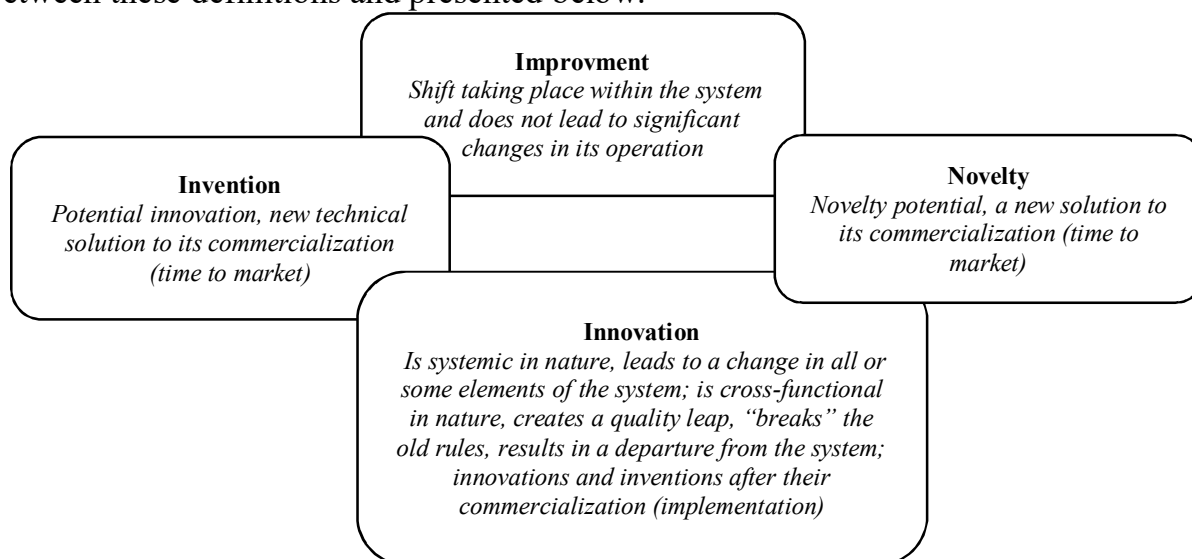 between these definitions and presented below.
Improvment
Shift taking place within the system
and does not lead to significant
changes in its operation
Invention
Potential innovation, new technical
solution to its commercialization
(time to market)
Novelty
Novelty potential, a new solution to
its commercialization (time to
market)
Innovation
Is systemic in nature, leads to a change in all or
some elements of the system; is cross-functional
in nature, creates a quality leap, “breaks” the
old rules, results in a departure from the system;
innovations and inventions after their
commercialization (implementation)